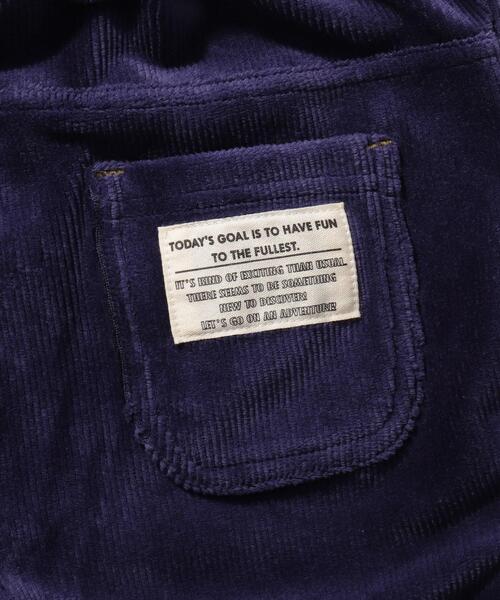 TODAY'S GOAL IS TO HAVE FUN
TO THE FULLEST.
IT'S KIND OF EXCITING THAN USUAL
THERE SEEMS TO BE SOMETHING
NEW TO DISCOVER!
LET'S GO ON AN ADVENTURE!